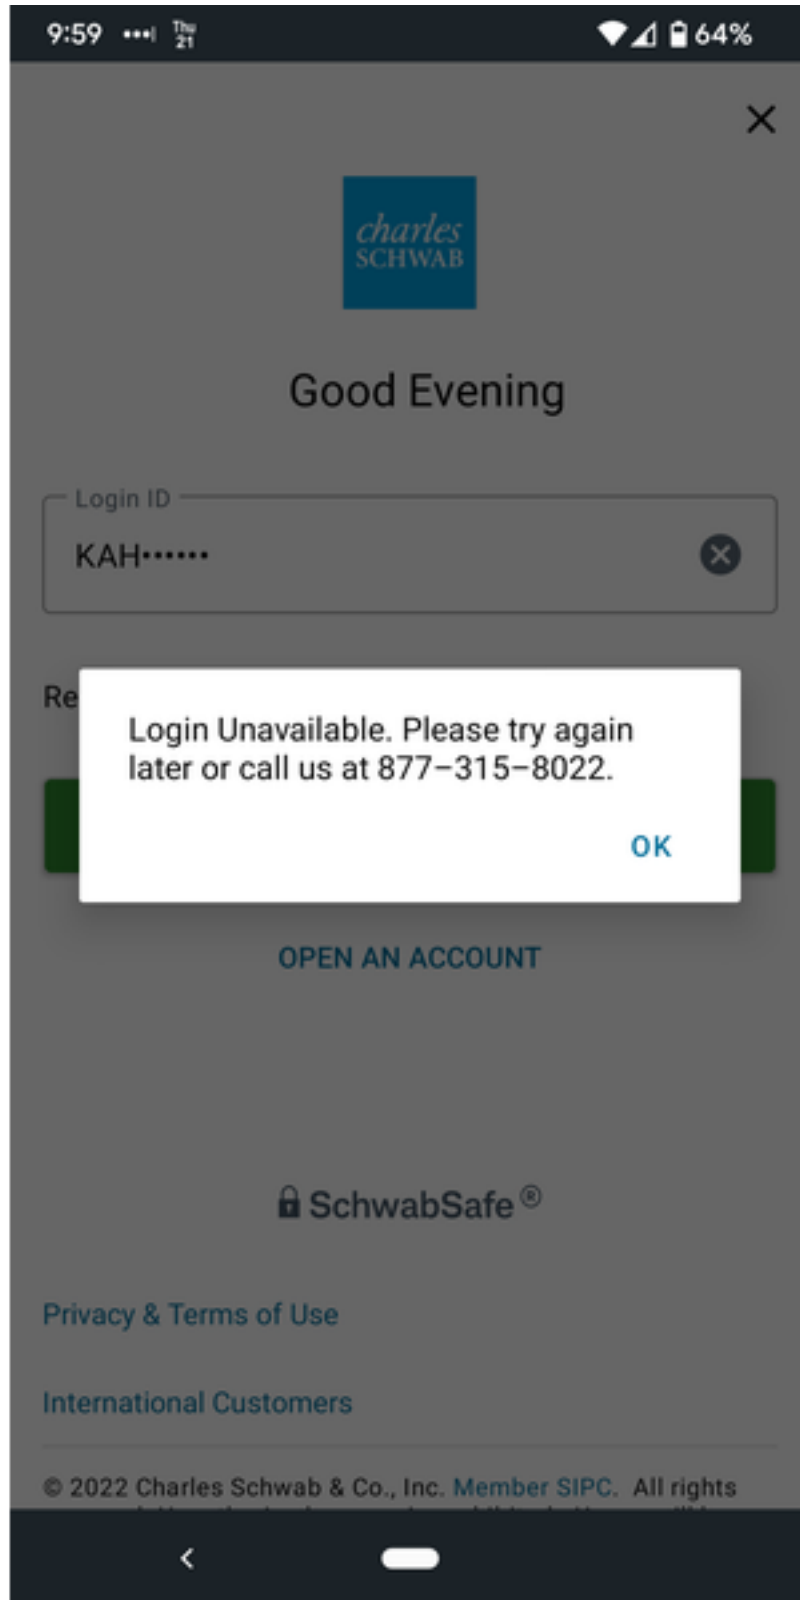 9:59 ••• Thu 21 64%
charles
SCHWAB
Good Evening
Login ID
KAH••••••
Re
Login Unavailable. Please try again
later or call us at 877-315-8022.
OK
OPEN AN ACCOUNT
SchwabSafe®
Privacy & Terms of Use
International Customers
© 2022 Charles Schwab & Co., Inc. Member SIPC. All rights